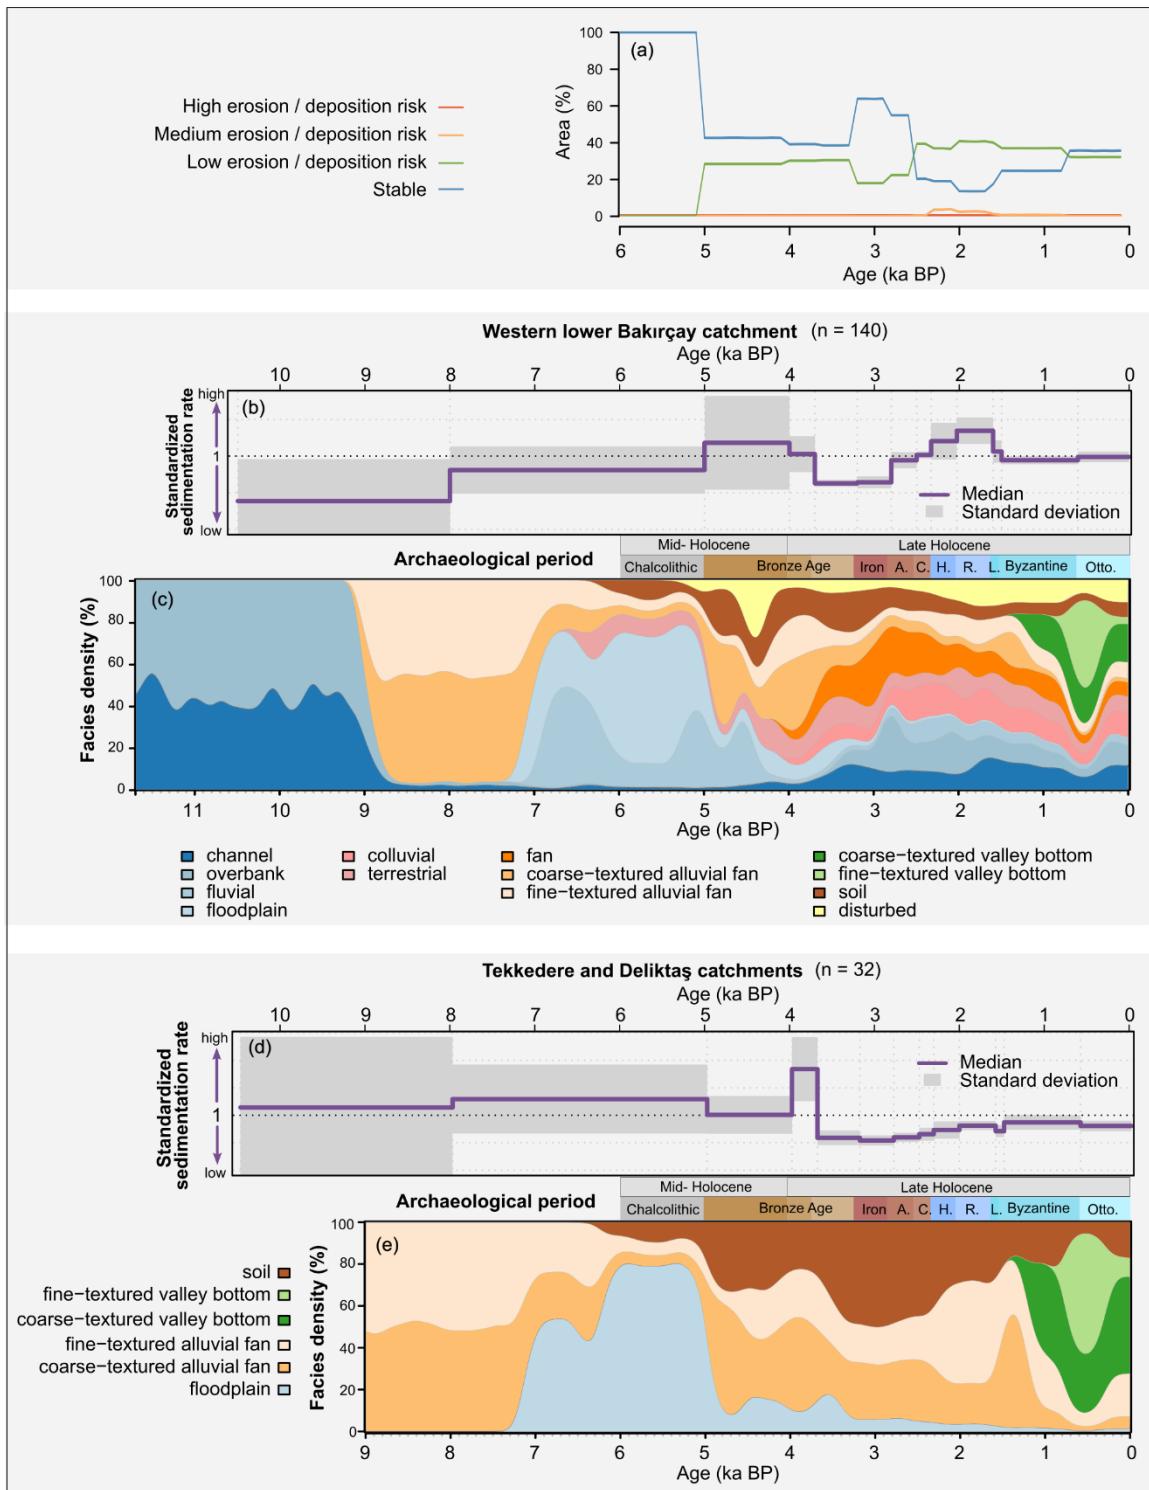 (a)
High erosion / deposition risk
Medium erosion / deposition risk
Low erosion / deposition risk
Stable
Area (%)
100
80
60
40
20
0
6 5 4 3 2 1 0
Age (ka BP)
Western lower Bakırçay catchment (n = 140)
Age (ka BP)
10 9 8 7 6 5 4 3 2 1 0
(b)
Standardized
sedimentation rate
high
1
low
Median
Standard deviation
Archaeological period
Mid- Holocene Late Holocene
Chalcolithic Bronze Age Iron A. C. H. R. L. Byzantine Otto.
(c)
Facies density (%)
100
80
60
40
20
0
11 10 9 8 7 6 5 4 3 2 1 0
Age (ka BP)
channel
overbank
fluvial
floodplain
colluvial
terrestrial
fan
coarse-textured alluvial fan
fine-textured alluvial fan
coarse-textured valley bottom
fine-textured valley bottom
soil
disturbed
Tekkedere and Deliktaş catchments (n = 32)
Age (ka BP)
10 9 8 7 6 5 4 3 2 1 0
(d)
Standardized
sedimentation rate
high
1
low
Median
Standard deviation
Archaeological period
Mid- Holocene Late Holocene
Chalcolithic Bronze Age Iron A. C. H. R. L. Byzantine Otto.
(e)
soil
fine-textured valley bottom
coarse-textured valley bottom
fine-textured alluvial fan
coarse-textured alluvial fan
floodplain
Facies density (%)
100
80
60
40
20
0
9 8 7 6 5 4 3 2 1 0
Age (ka BP)